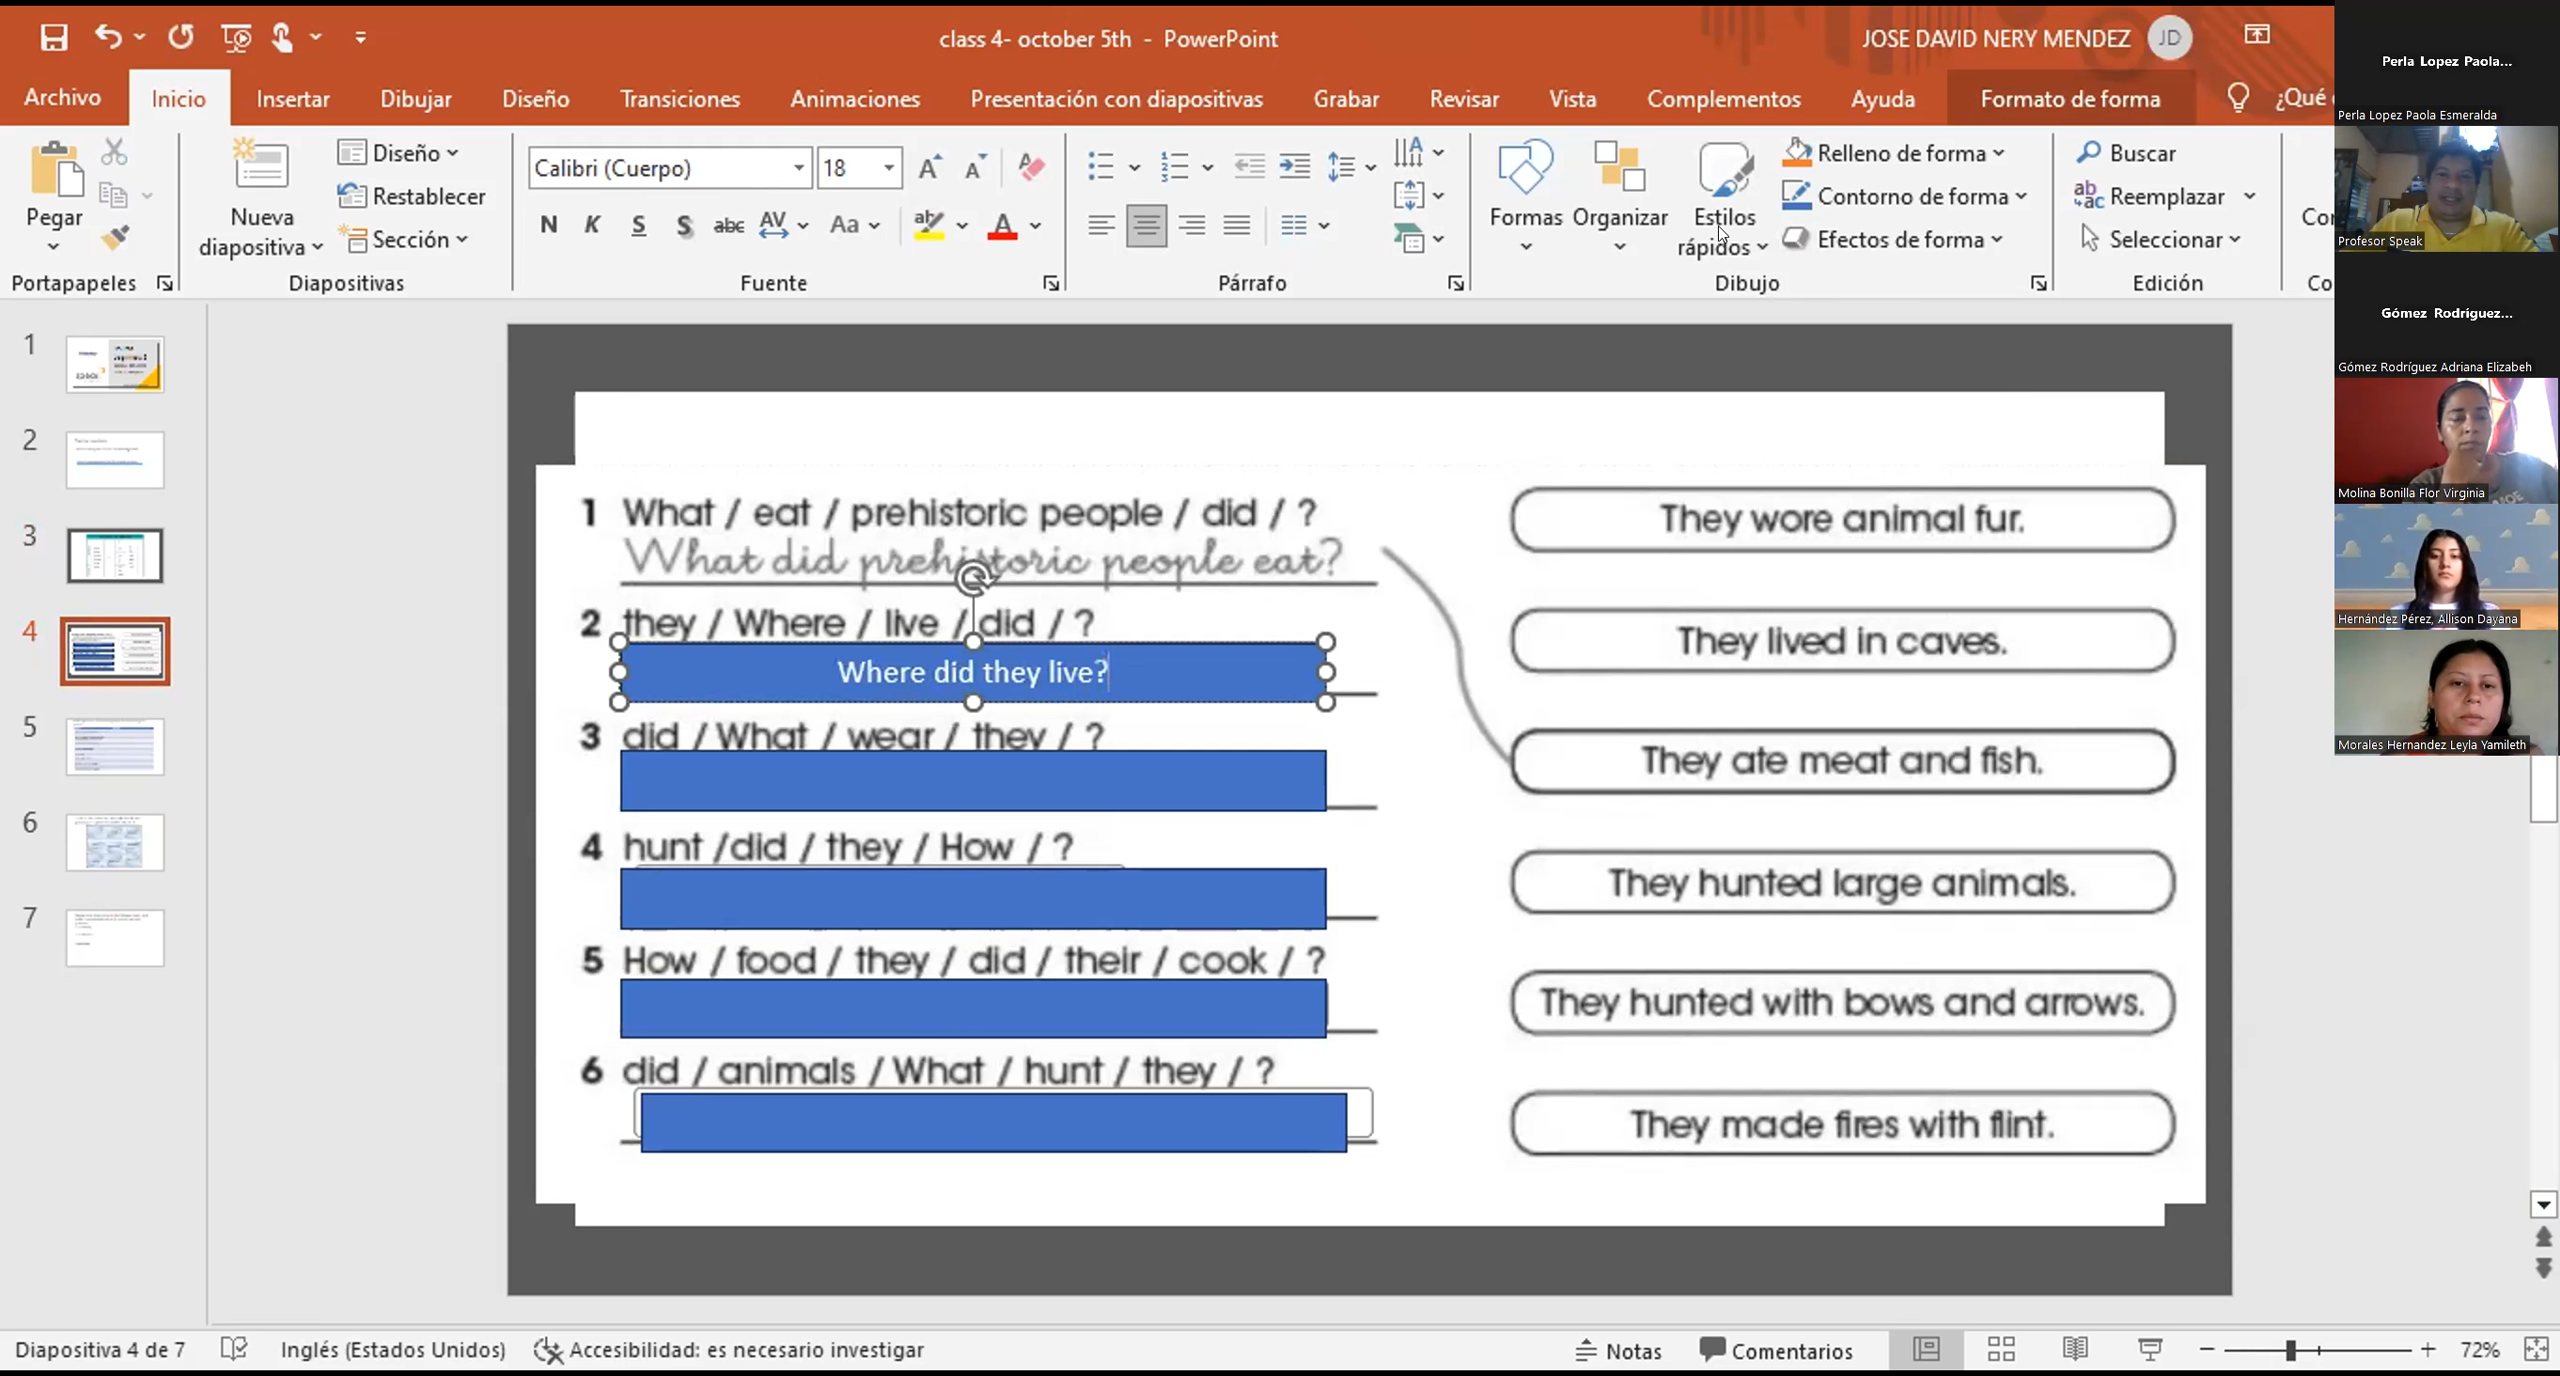 class 4- october 5th - PowerPoint
JOSE DAVID NERY MENDEZ
JD
Archivo
Inicio
Insertar
Dibujar
Diseño
Transiciones
Animaciones
Presentación con diapositivas
Grabar
Revisar
Vista
Complementos
Ayuda
Formato de forma
¿Qué
Pegar
Nueva
diapositiva
Diseño
Restablecer
Sección
Calibri (Cuerpo)
18
N K S S abc AV Aa
Formas
Organizar
Estilos
rápidos
Relleno de forma
Contorno de forma
Efectos de forma
Buscar
Reemplazar
Seleccionar
Portapapeles
Diapositivas
Fuente
Párrafo
Dibujo
Edición
1
2
3
4
5
6
7
1 What / eat / prehistoric people / did / ?
What did prehistoric people eat?
2 they / Where / live / did / ?
Where did they live?
3 did / What / wear / they / ?
4 hunt /did / they / How / ?
5 How / food / they / did / their / cook / ?
6 did / animals / What / hunt / they / ?
They wore animal fur.
They lived in caves.
They ate meat and fish.
They hunted large animals.
They hunted with bows and arrows.
They made fires with flint.
Perla Lopez Paola...
Perla Lopez Paola Esmeralda
Profesor Speak
Gómez Rodríguez...
Gómez Rodríguez Adriana Elizabeh
Molina Bonilla Flor Virginia
Hernández Pérez, Allison Dayana
Morales Hernandez Leyla Yamileth
Diapositiva 4 de 7
Inglés (Estados Unidos)
Accesibilidad: es necesario investigar
Notas
Comentarios
72%